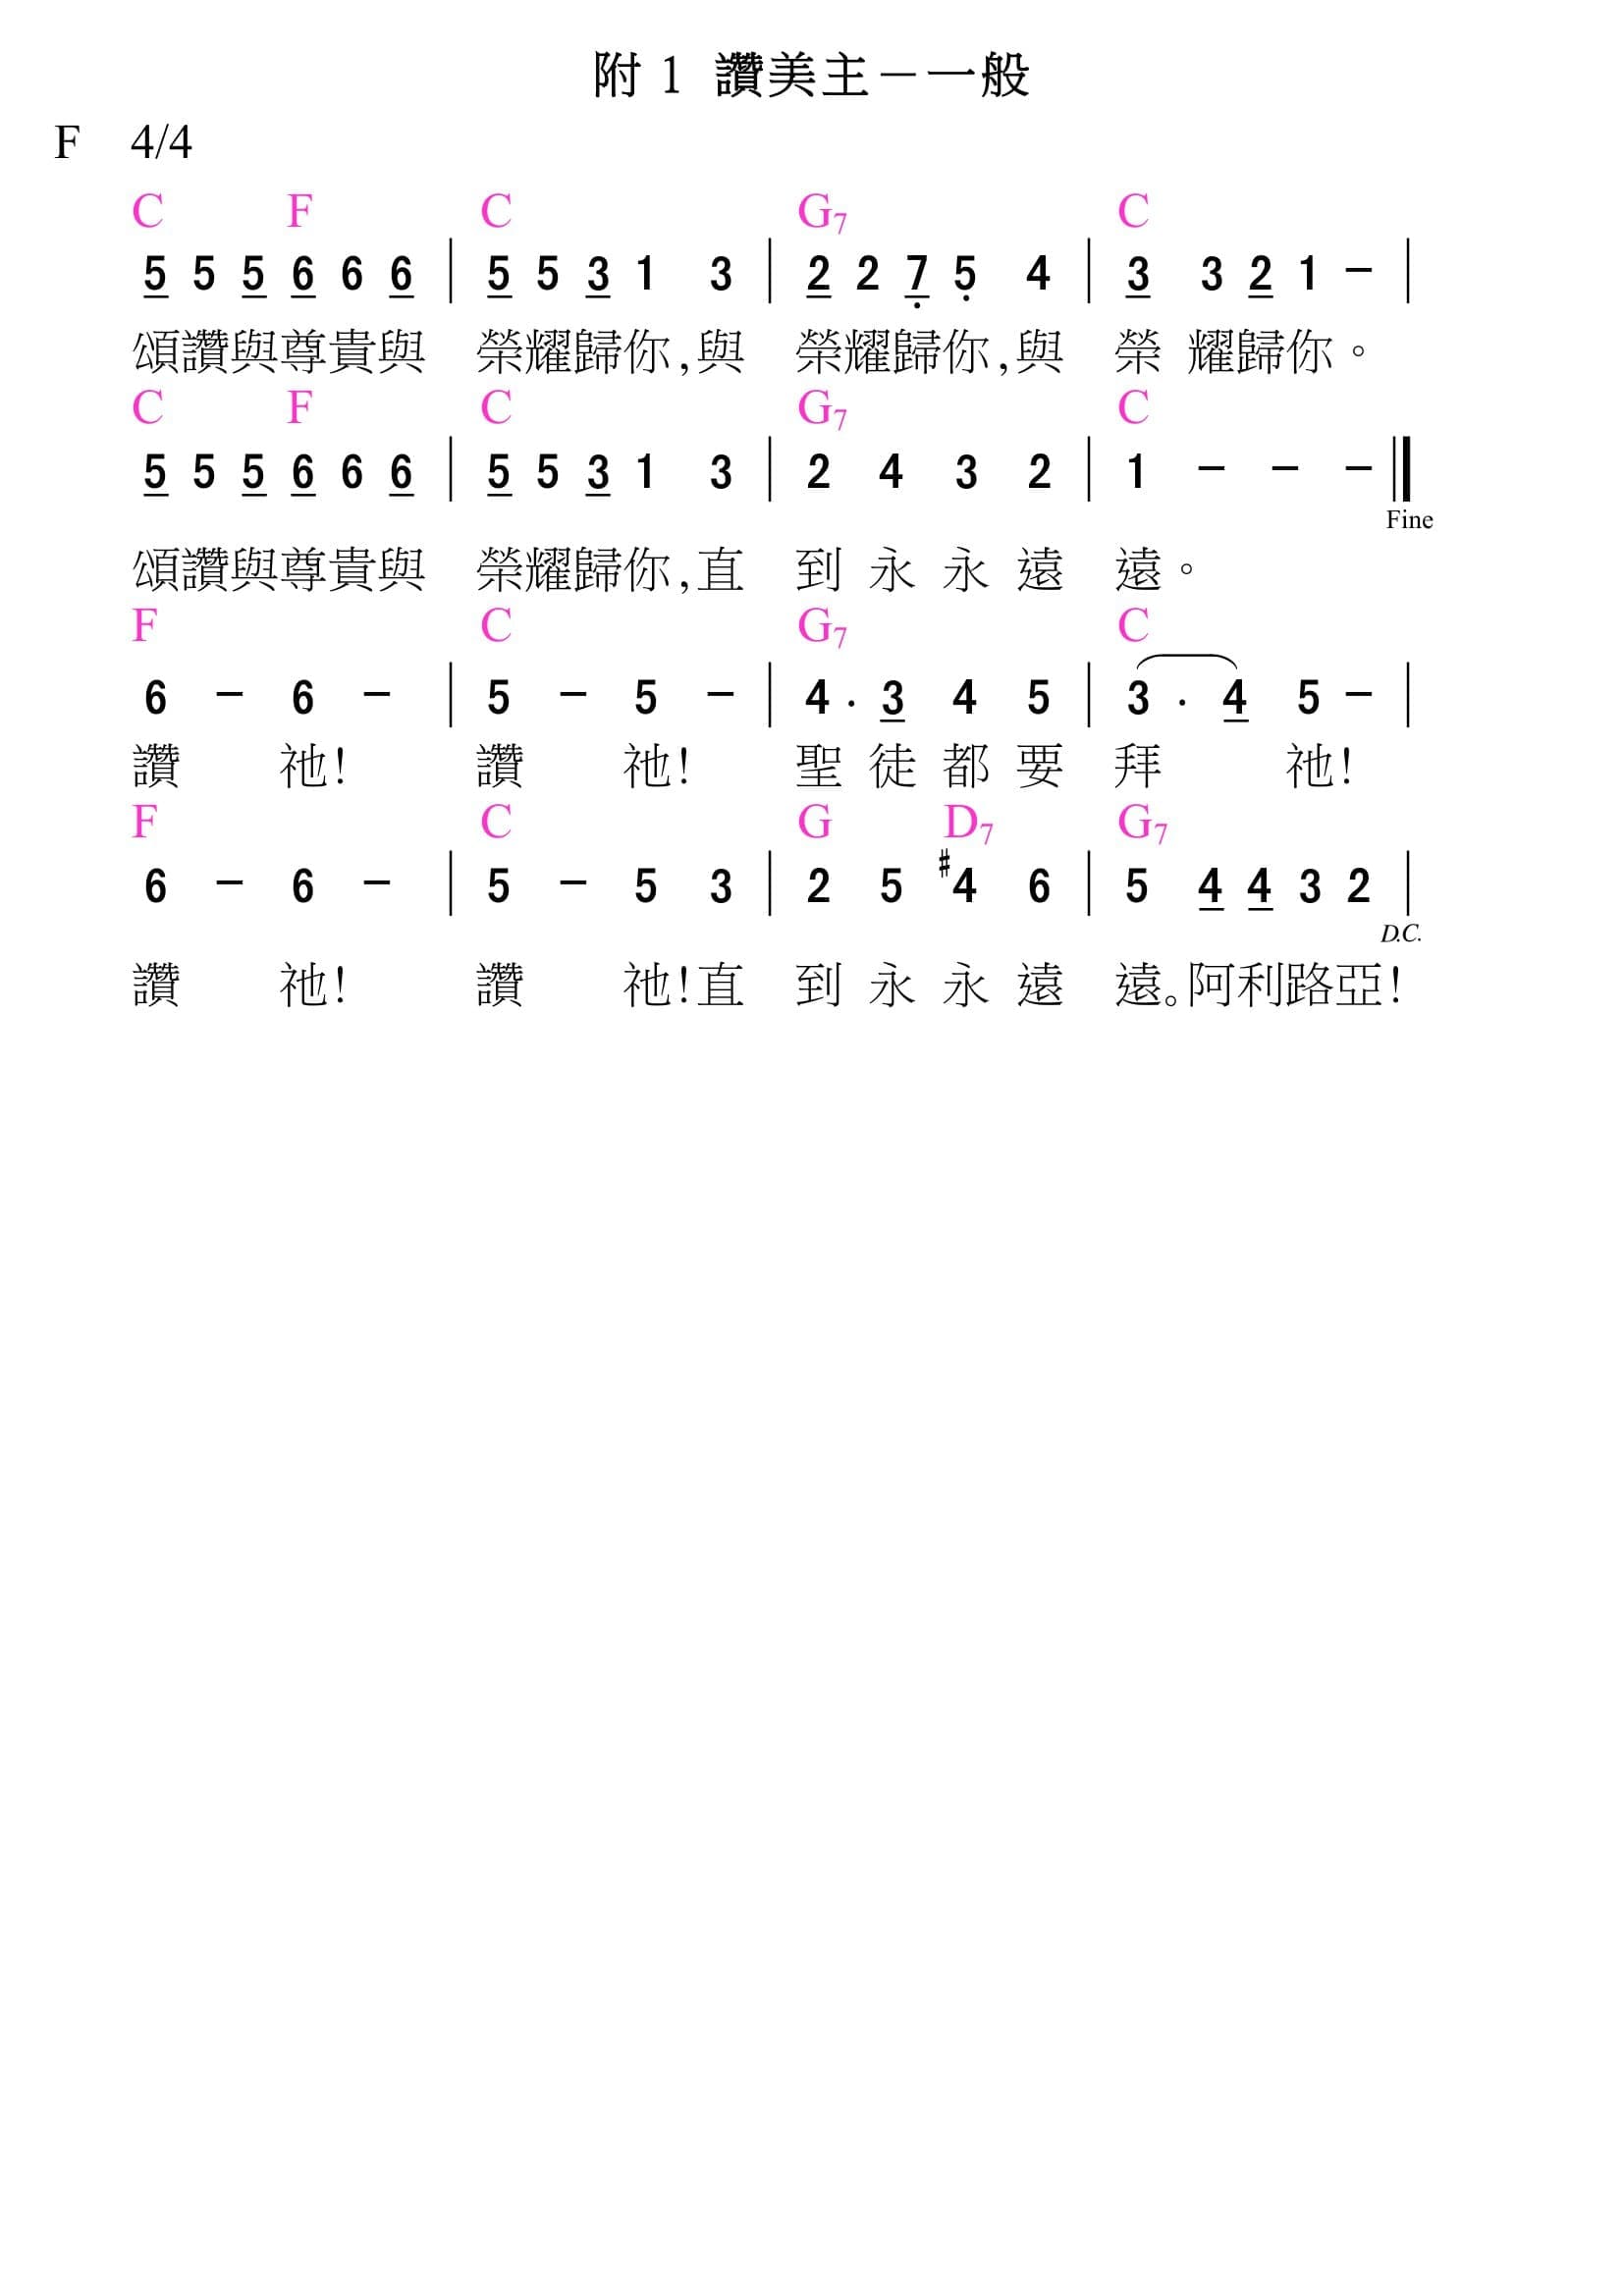 附 1 讚美主－一般
F 4/4
C F C G7 C
5 5 5 6 6 6 | 5 5 3 1 3 | 2 2 7 5 4 | 3 3 2 1 – |
頌讚與尊貴與 榮耀歸你,與 榮耀歸你,與 榮 耀歸你。
C F C G7 C
5 5 5 6 6 6 | 5 5 3 1 3 | 2 4 3 2 | 1 – – – ‖
Fine
頌讚與尊貴與 榮耀歸你,直 到 永 永 遠 遠。
F C G7 C
6 – 6 – | 5 – 5 – | 4 · 3 4 5 | 3 · 4 5 – |
讚 祂! 讚 祂! 聖 徒 都 要 拜 祂!
F C G D7 G7
6 – 6 – | 5 – 5 3 | 2 5 ♯4 6 | 5 4 4 3 2 |
D.C.
讚 祂! 讚 祂!直 到 永 永 遠 遠。阿利路亞!